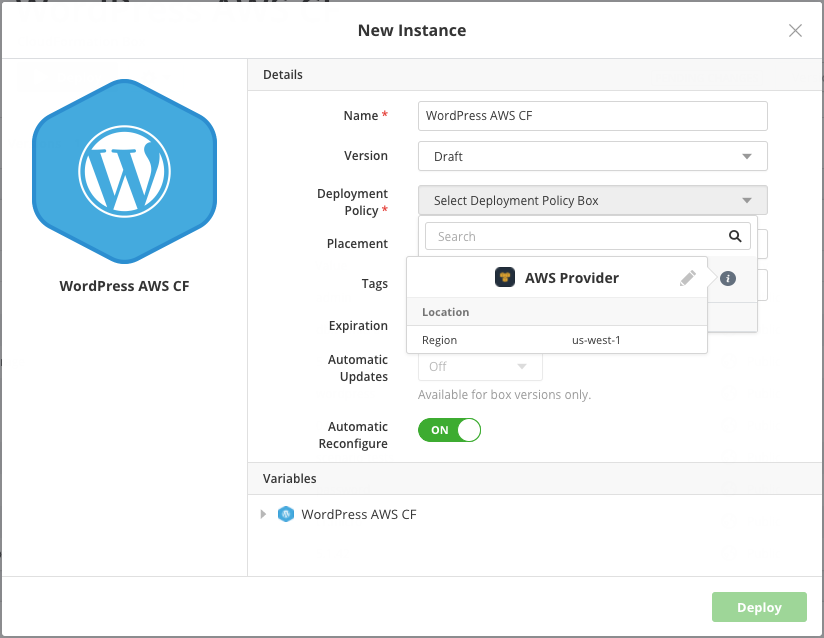 New Instance
WordPress AWS CF
Details
Name *
WordPress AWS CF
Version
Draft
Deployment
Policy *
Select Deployment Policy Box
Search
Placement
AWS Provider
Tags
Location
Expiration
Region us-west-1
Automatic
Updates
Off
Available for box versions only.
Automatic
Reconfigure
ON
Variables
WordPress AWS CF
Deploy